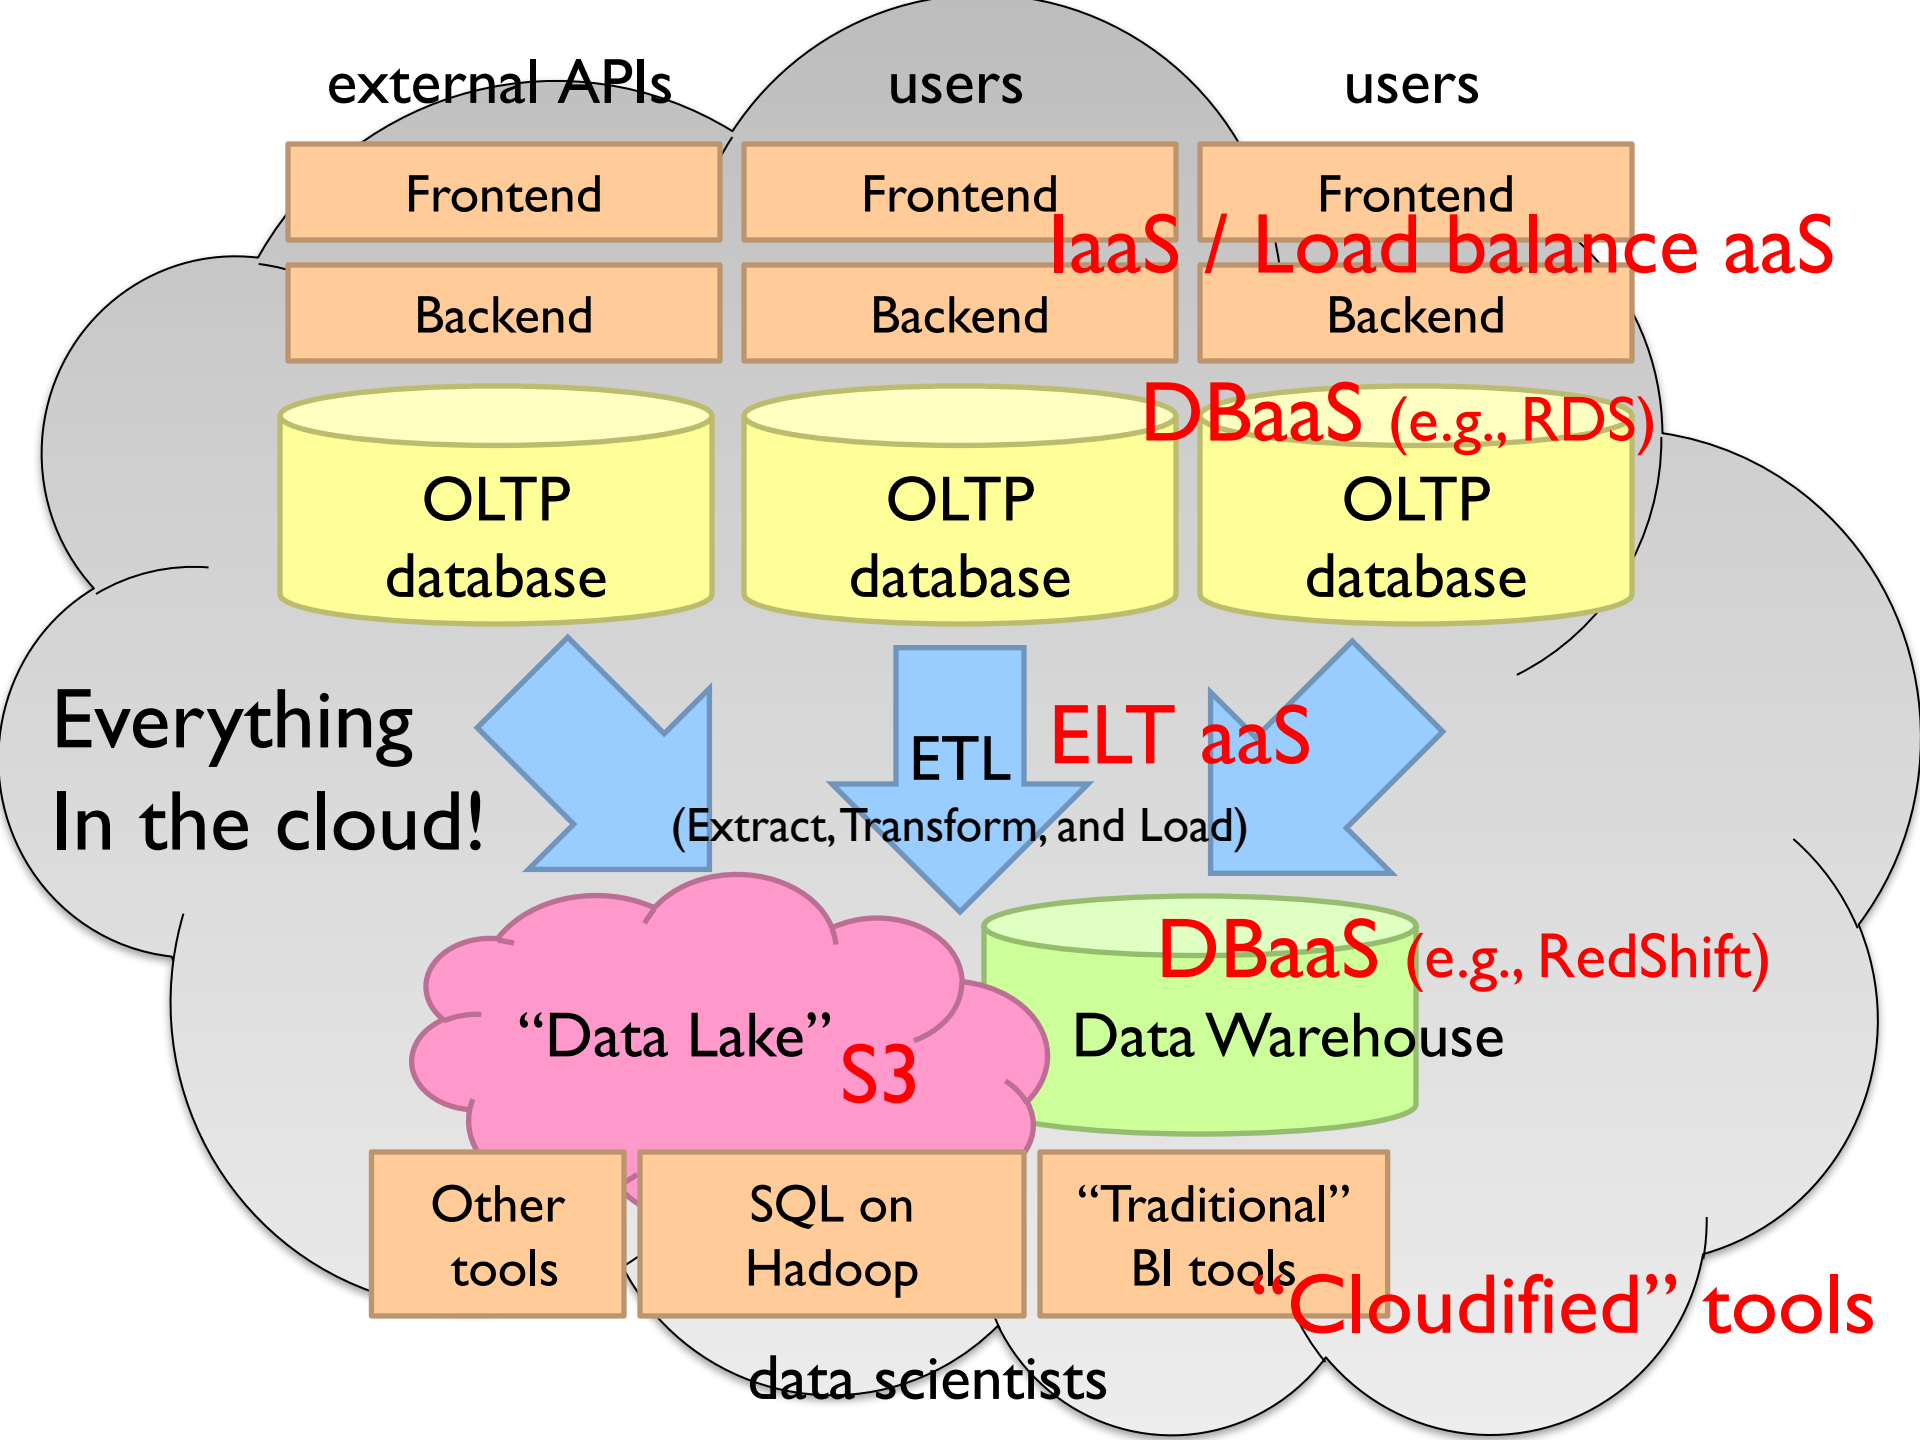 external APIs
users
users
Frontend
Frontend
Frontend
IaaS / Load balance aaS
Backend
Backend
Backend
DBaaS (e.g., RDS)
OLTP
database
OLTP
database
OLTP
database
Everything
In the cloud!
ETL
(Extract, Transform, and Load)
ELT aaS
DBaaS (e.g., RedShift)
“Data Lake”
S3
Data Warehouse
Other
tools
SQL on
Hadoop
“Traditional”
BI tools
“Cloudified” tools
data scientists